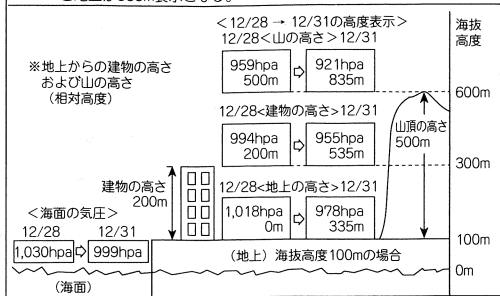 と地上は335m表示となる。
<12/28 → 12/31の高度表示>
海抜
高度
12/28<山の高さ>12/31
※地上からの建物の高さ
および山の高さ
(相対高度)
959hpa
500m
⇨
921hpa
835m
600m
12/28<建物の高さ>12/31
山頂の高さ
500m
994hpa
200m
⇨
955hpa
535m
300m
建物の高さ
200m
12/28<地上の高さ>12/31
<海面の気圧>
12/28 12/31
1,018hpa
0m
⇨
978hpa
335m
1,030hpa ⇨ 999hpa
100m
(地上)海抜高度100mの場合
0m
(海面)